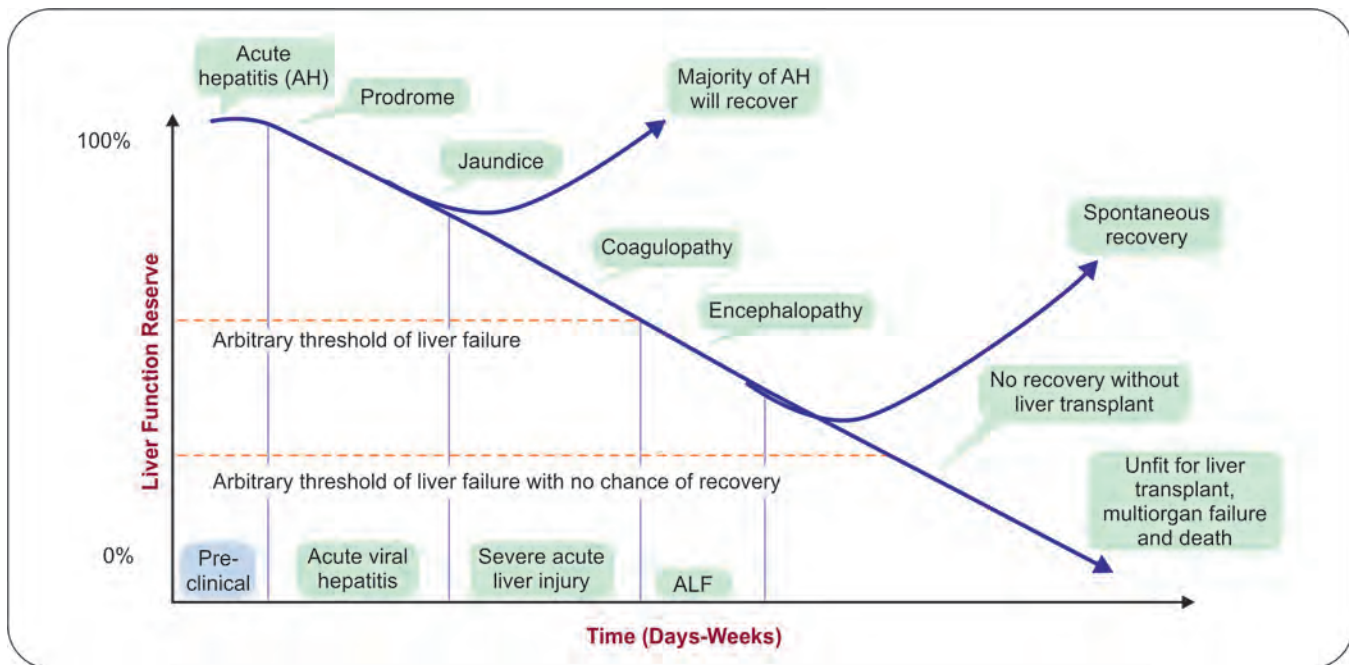 Acute
hepatitis (AH)
Prodrome
Majority of AH
will recover
100%
Jaundice
Spontaneous
recovery
Coagulopathy
Encephalopathy
Liver Function Reserve
Arbitrary threshold of liver failure
No recovery without
liver transplant
Arbitrary threshold of liver failure with no chance of recovery
Unfit for liver
transplant,
multiorgan failure
and death
0%
Pre-
clinical
Acute viral
hepatitis
Severe acute
liver injury
ALF
Time (Days-Weeks)